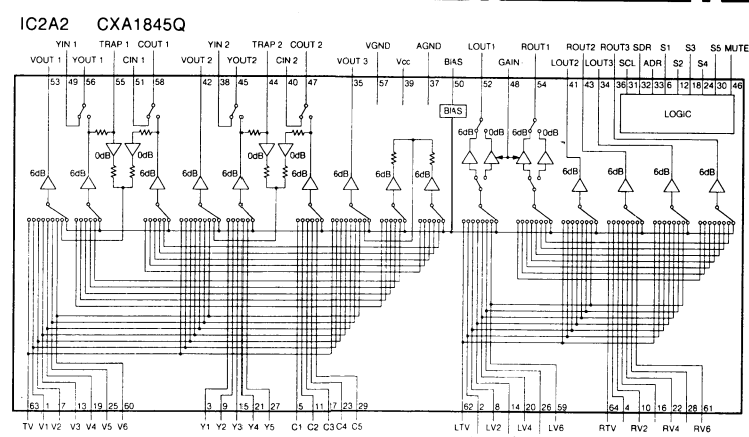 IC2A2 CXA1845Q
YIN 1 TRAP 1 COUT 1 YIN 2 TRAP 2 COUT 2 VGND AGND LOUT1 ROUT1 ROUT2 ROUT3 SDR S1 S3 S5 MUTE
VOUT 1 YOUT 1 CIN 1 VOUT 2 YOUT2 CIN 2 VOUT 3 Vcc BIAS GAIN LOUT2 LOUT3 SCL ADR S2 S4
53 49 56 55 51 58 42 38 45 44 40 47 35 57 39 37 50 52 48 54 41 43 34 36 31 32 33 6 12 18 24 30 46
BIAS
LOGIC
6dB 0dB 6dB 0dB
0dB 0dB 0dB 0dB
6dB 6dB 6dB 6dB 6dB 6dB 6dB 6dB 6dB 6dB 6dB 6dB 6dB
63 1 7 13 19 25 60 3 9 15 21 27 5 11 17 23 29 62 2 8 14 20 26 59 64 4 10 16 22 28 61
TV V1 V2 V3 V4 V5 V6 Y1 Y2 Y3 Y4 Y5 C1 C2 C3 C4 C5 LTV LV2 LV4 LV6 RTV RV2 RV4 RV6